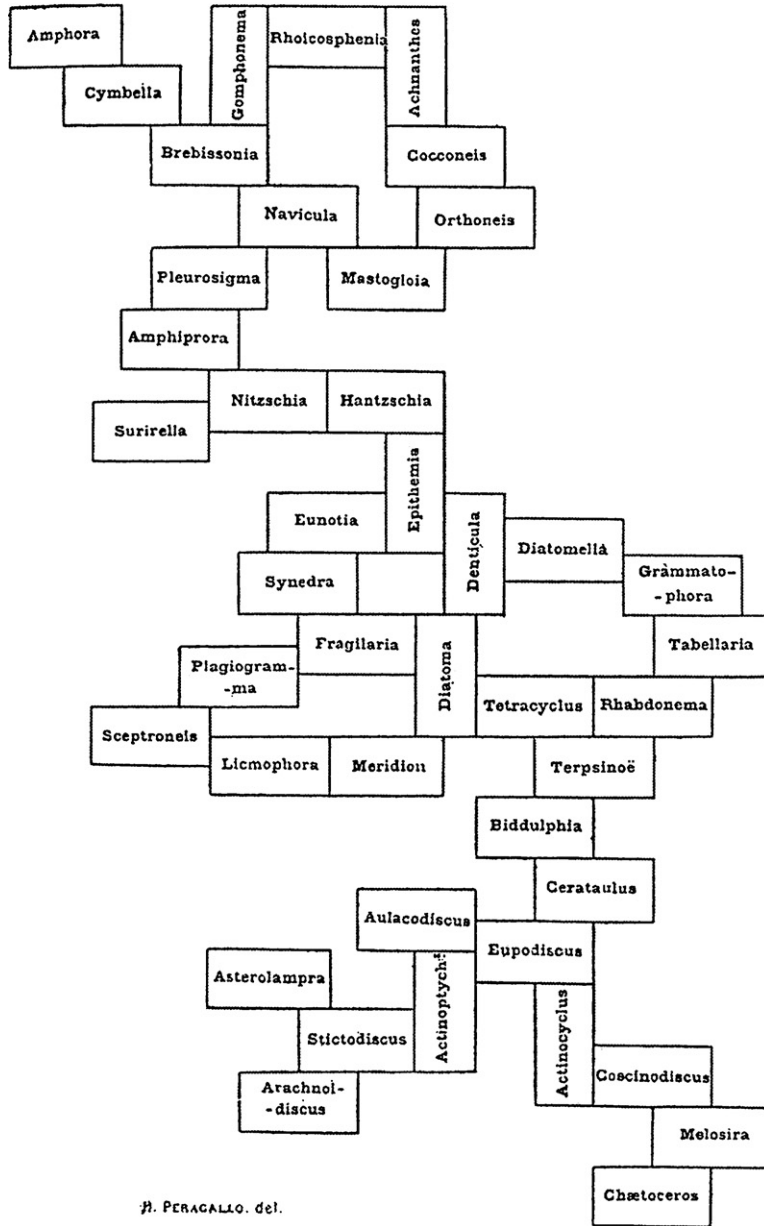 Amphora
Gomphonema
Rhoicosphenia
Achnanthes
Cymbella
Brebissonia
Cocconeis
Navicula
Orthoneis
Pleurosigma
Mastogloia
Amphiprora
Nitzschia
Hantzschia
Surirella
Epithemia
Eunotia
Denticula
Diatomella
Synedra
Grammato-
-phora
Fragilaria
Diatoma
Tabellaria
Plagiogram-
-ma
Tetracyclus
Rhabdonema
Sceptroneis
Licmophora
Meridion
Terpsinoë
Biddulphia
Cerataulus
Aulacodiscus
Eupodiscus
Asterolampra
Actinoptych.us
Stictodiscus
Actinocyclus
Coscinodiscus
Arachnoi-
-discus
Melosira
Chætoceros
H. PERAGALLO. del.